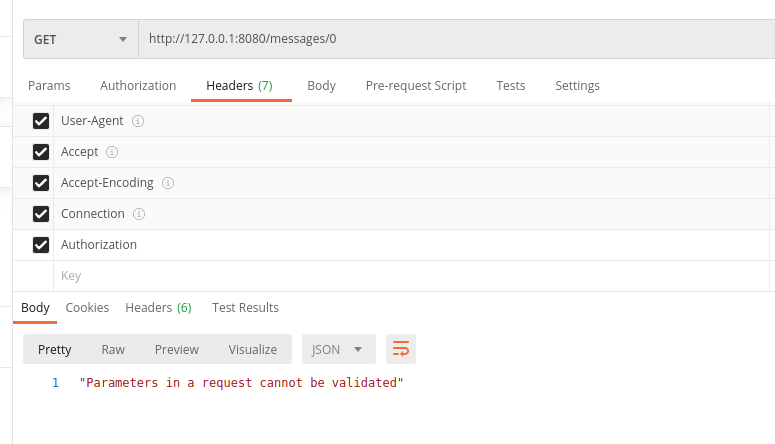 GET http://127.0.0.1:8080/messages/0
Params Authorization Headers (7) Body Pre-request Script Tests Settings
User-Agent
Accept
Accept-Encoding
Connection
Authorization
Key
Body Cookies Headers (6) Test Results
Pretty Raw Preview Visualize JSON
1 "Parameters in a request cannot be validated"